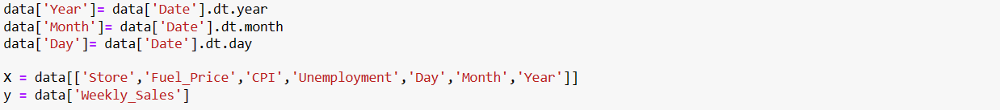 data['Year']= data['Date'].dt.year
data['Month']= data['Date'].dt.month
data['Day']= data['Date'].dt.day
X = data[['Store','Fuel_Price','CPI','Unemployment','Day','Month','Year']]
y = data['Weekly_Sales']